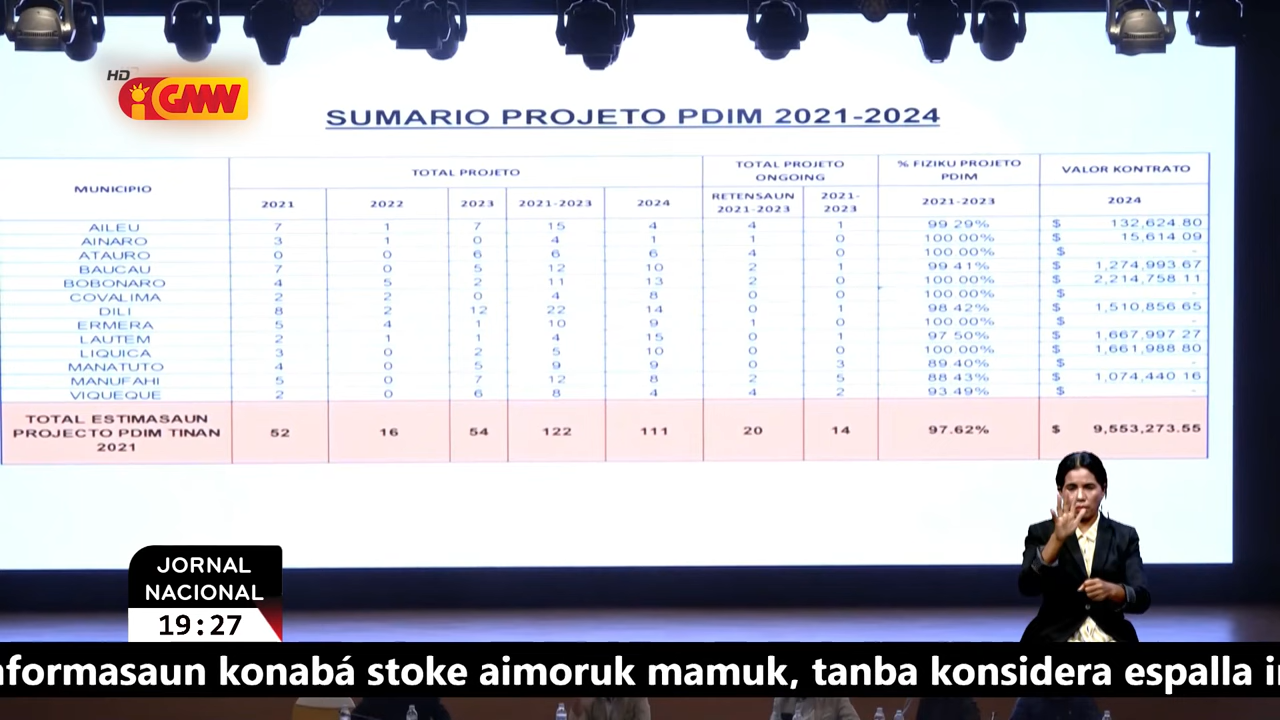 HD
GMN
SUMARIO PROJETO PDIM 2021-2024
MUNICIPIO TOTAL PROJETO TOTAL PROJETO ONGOING % FIZIKU PROJETO PDIM VALOR KONTRATO
2021 2022 2023 2021-2023 2024 RETENSAUN 2021-2023 2021-2023 2021-2023 2024
AILEU 7 1 7 15 4 4 1 99 29% $ 132,624 80
AINARO 3 1 0 4 1 1 0 100 00% $ 15,614 09
ATAURO 0 0 6 6 6 4 0 100 00% $ -
BAUCAU 7 0 5 12 10 2 1 99 41% $ 1,274,993 67
BOBONARO 4 5 2 11 13 2 0 100 00% $ 2,214,758 11
COVALIMA 2 2 0 4 8 0 0 100 00% $ -
DILI 8 2 12 22 14 0 1 98 42% $ 1,510,856 65
ERMERA 5 4 1 10 9 1 0 100 00% $ -
LAUTEM 2 1 1 4 15 0 1 97 50% $ 1,667,997 27
LIQUICA 3 0 2 5 10 0 0 100 00% $ 1,661,988 80
MANATUTO 4 0 5 9 9 0 3 89 40% $ -
MANUFAHI 5 0 7 12 8 2 5 88 43% $ 1,074,440 16
VIQUEQUE 2 0 6 8 4 4 2 93 49% $ -
TOTAL ESTIMASAUN
PROJECTO PDIM TINAN
2021
52 16 54 122 111 20 14 97.62% $ 9,553,273.55
JORNAL
NACIONAL
19:27
nformasaun konabá stoke aimoruk mamuk, tanba konsidera espalla